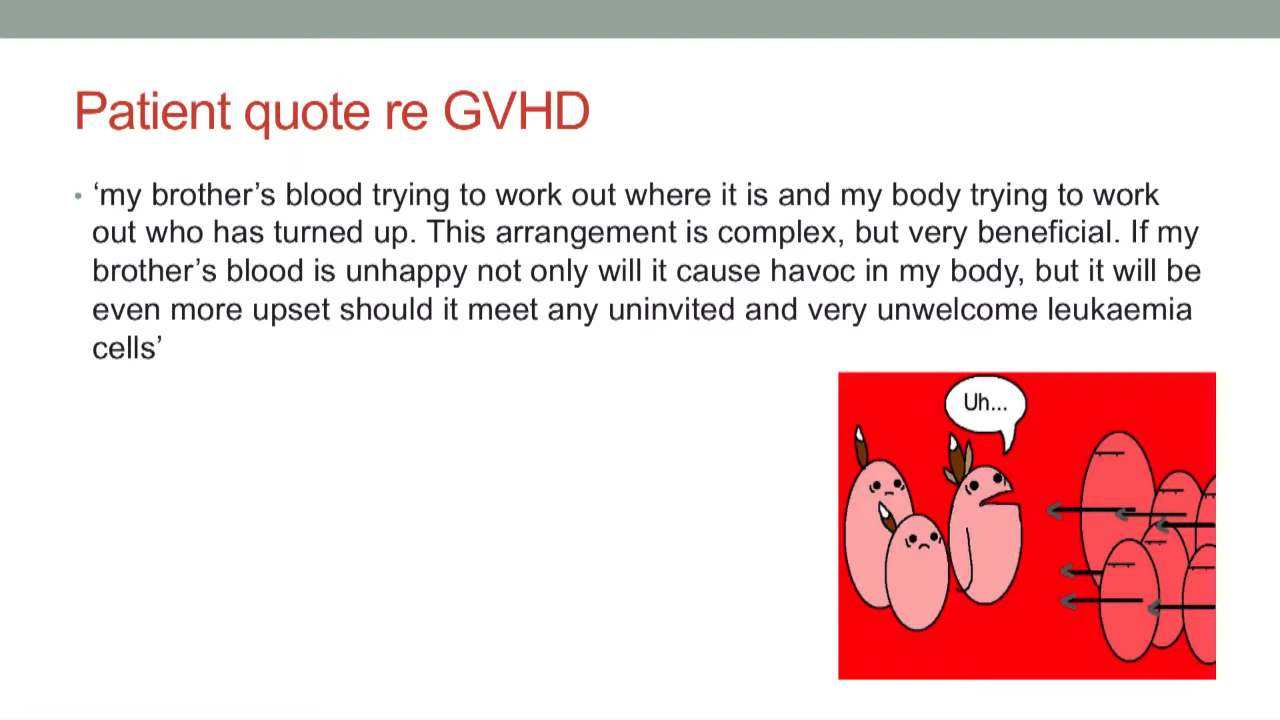 Patient quote re GVHD
• ‘my brother’s blood trying to work out where it is and my body trying to work
out who has turned up. This arrangement is complex, but very beneficial. If my
brother’s blood is unhappy not only will it cause havoc in my body, but it will be
even more upset should it meet any uninvited and very unwelcome leukaemia
cells’
Uh...